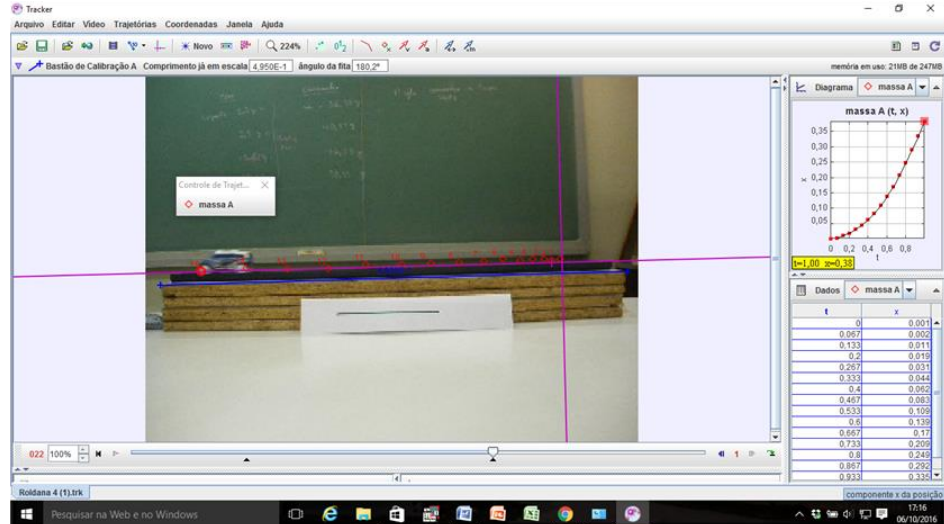 Tracker
Arquivo Editar Video Trajetórias Coordenadas Janela Ajuda
Novo 224%
Bastão de Calibração A Comprimento já em escala 4,950E-1 ângulo da fita 180,2°
memória em uso: 21MB de 247MB
Controle de Trajet...
massa A
Diagrama massa A
massa A (t, x)
x
0,35
0,30
0,25
0,20
0,15
0,10
0,05
0 0,2 0,4 0,6 0,8
t
t=1,00 x=0,38
Dados massa A
t x
0 0,001
0,067 0,002
0,133 0,011
0,2 0,019
0,267 0,031
0,333 0,044
0,4 0,062
0,467 0,083
0,533 0,109
0,6 0,139
0,667 0,17
0,733 0,209
0,8 0,249
0,867 0,292
0,933 0,335
022 100% 1
Roldana 4 (1).trk
componente x da posição
Pesquisar na Web e no Windows
17:16
06/10/2016